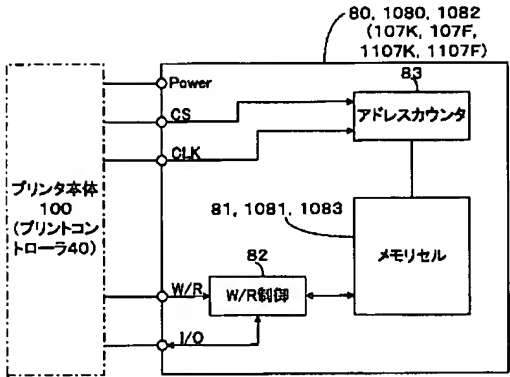 80, 1080, 1082
(107K, 107F,
1107K, 1107F)
83
Power
CS
アドレスカウンタ
CLK
プリンタ本体
100
(プリントコント
ローラ40)
81, 1081, 1083
メモリセル
82
W/R
W/R制御
I/O